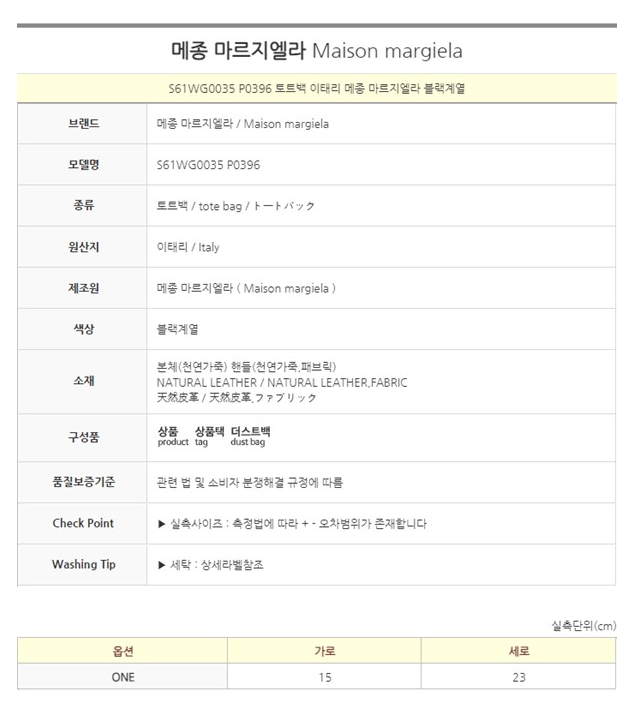 메종 마르지엘라 Maison margiela
S61WG0035 P0396 토트백 이태리 메종 마르지엘라 블랙계열
브랜드 메종 마르지엘라 / Maison margiela
모델명 S61WG0035 P0396
종류 토트백 / tote bag / トートバック
원산지 이태리 / Italy
제조원 메종 마르지엘라 ( Maison margiela )
색상 블랙계열
소재 본체(천연가죽) 핸들(천연가죽,패브릭)
NATURAL LEATHER / NATURAL LEATHER,FABRIC
天然皮革 / 天然皮革,ファブリック
구성품 상품 상품택 더스트백
product tag dust bag
품질보증기준 관련 법 및 소비자 분쟁해결 규정에 따름
Check Point ▶ 실측사이즈 : 측정법에 따라 + - 오차범위가 존재합니다
Washing Tip ▶ 세탁 : 상세라벨참조
실측단위(cm)
옵션 가로 세로
ONE 15 23